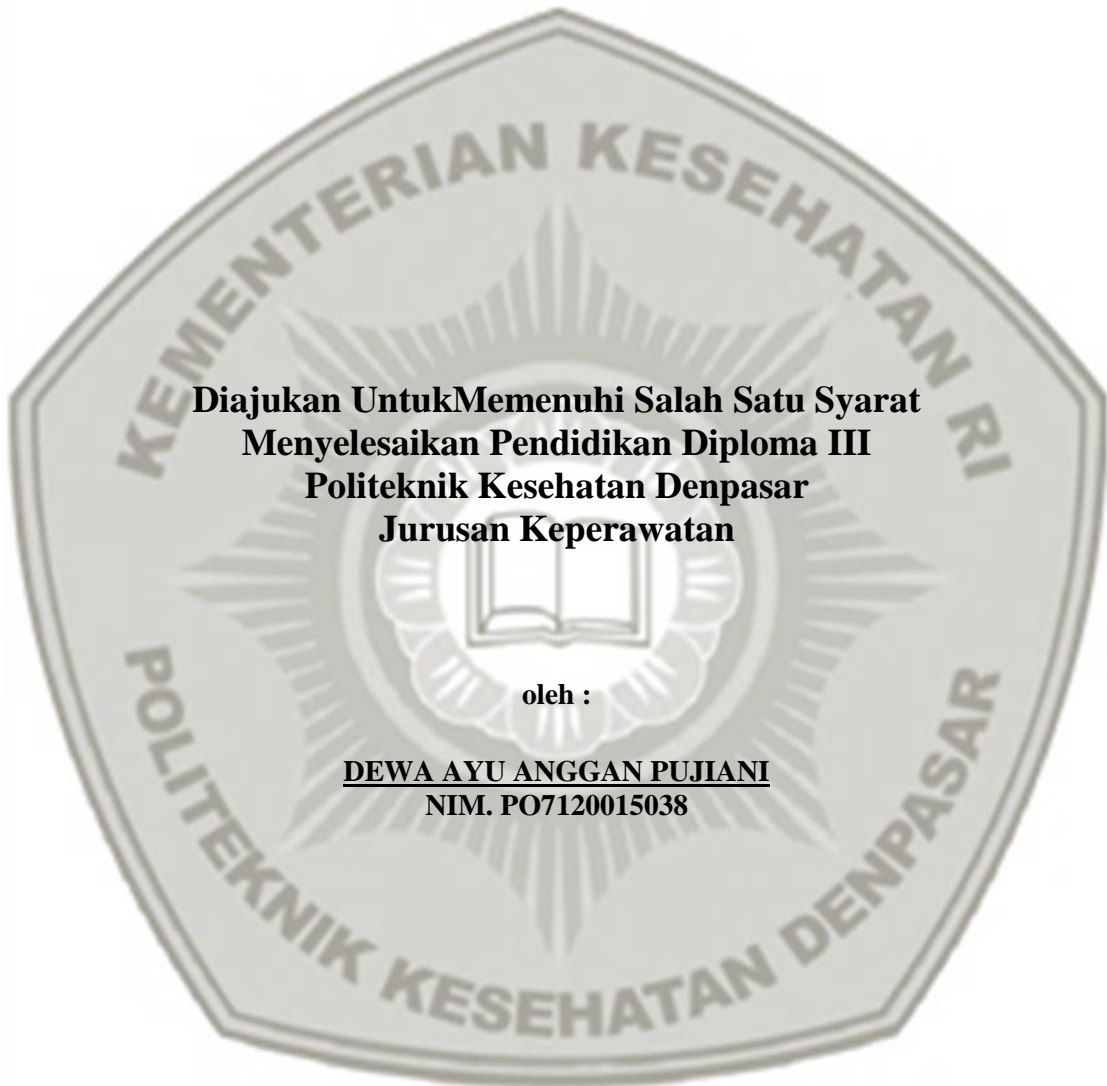 KEMENTERIAN KESEHATAN RI
Diajukan UntukMemenuhi Salah Satu Syarat
Menyelesaikan Pendidikan Diploma III
Politeknik Kesehatan Denpasar
Jurusan Keperawatan
oleh :
DEWA AYU ANGGAN PUJIANI
NIM. PO7120015038
POLITEKNIK KESEHATAN DENPASAR